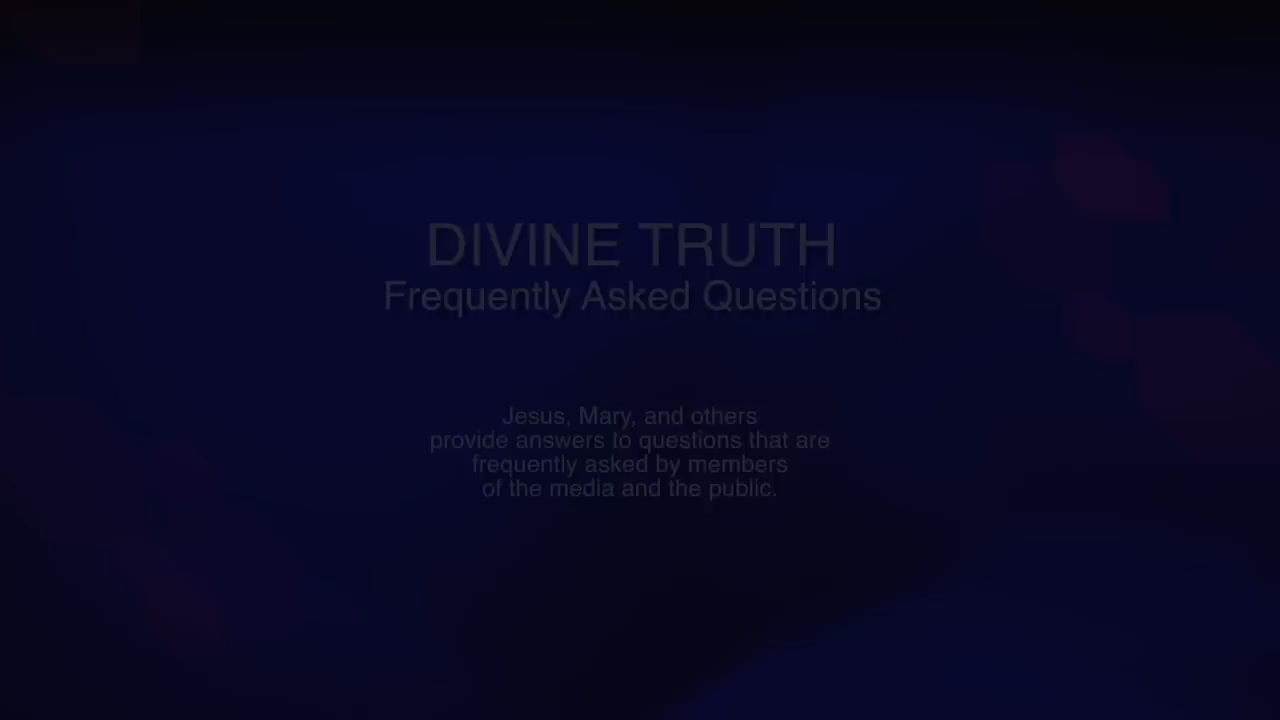 DIVINE TRUTH
Frequently Asked Questions
Jesus, Mary, and others
provide answers to questions that are
frequently asked by members
of the media and the public.